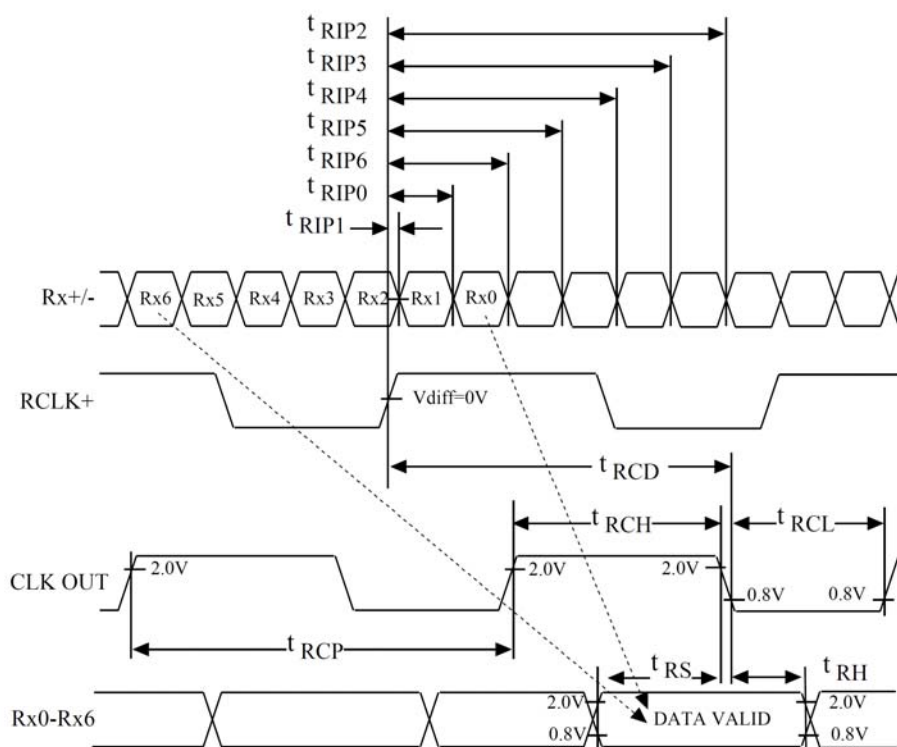 t RIP2
t RIP3
t RIP4
t RIP5
t RIP6
t RIP0
t RIP1
Rx+/- Rx6 Rx5 Rx4 Rx3 Rx2 Rx1 Rx0
RCLK+ Vdiff=0V
t RCD
t RCH t RCL
CLK OUT 2.0V 2.0V 2.0V 0.8V 0.8V
t RCP t RS t RH
Rx0-Rx6 2.0V DATA VALID 2.0V
0.8V 0.8V